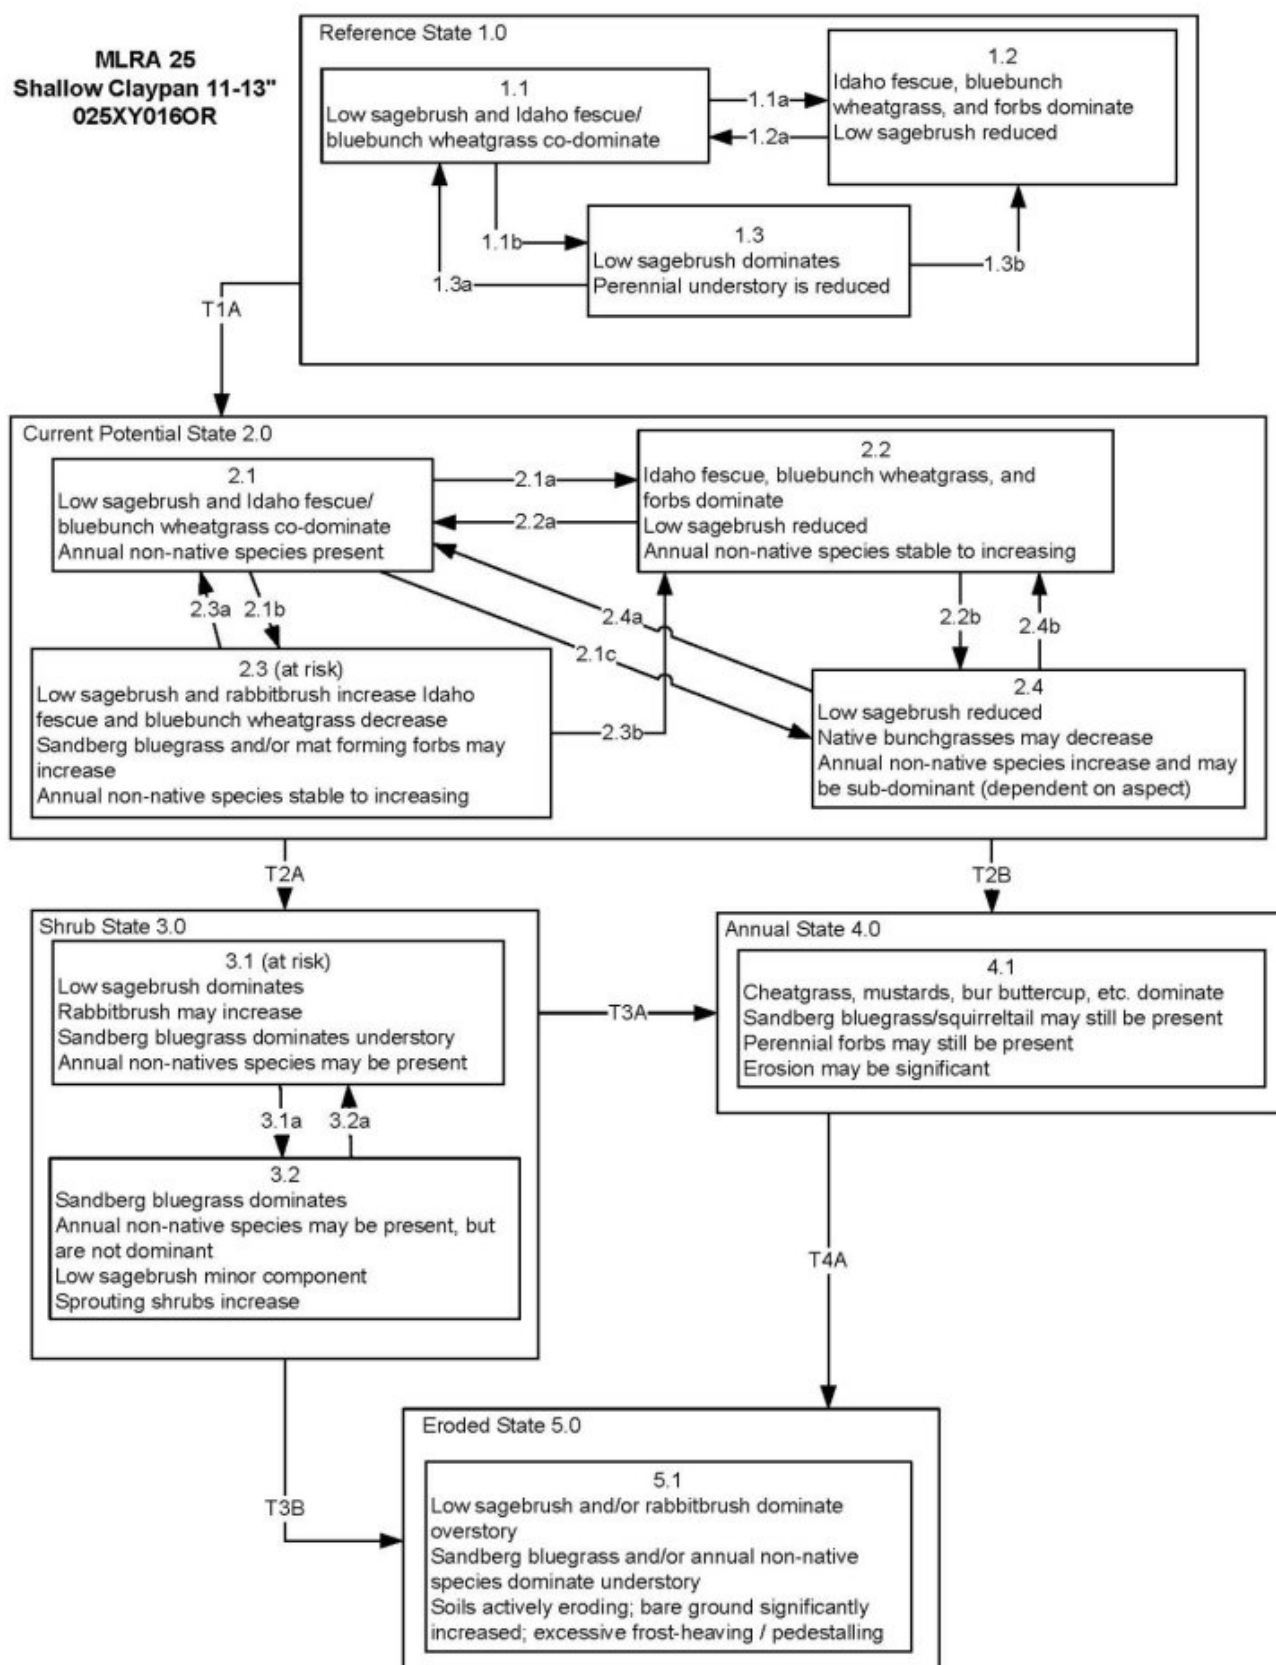 MLRA 25
Shallow Claypan 11-13"
025XY016OR
Reference State 1.0
1.1
Low sagebrush and Idaho fescue/
bluebunch wheatgrass co-dominate
1.1a
1.2a
1.2
Idaho fescue, bluebunch
wheatgrass, and forbs dominate
Low sagebrush reduced
1.1b
1.3a
1.3
Low sagebrush dominates
Perennial understory is reduced
1.3b
T1A
Current Potential State 2.0
2.1
Low sagebrush and Idaho fescue/
bluebunch wheatgrass co-dominate
Annual non-native species present
2.1a
2.2a
2.2
Idaho fescue, bluebunch wheatgrass, and
forbs dominate
Low sagebrush reduced
Annual non-native species stable to increasing
2.3a
2.1b
2.4a
2.1c
2.2b
2.4b
2.3 (at risk)
Low sagebrush and rabbitbrush increase Idaho
fescue and bluebunch wheatgrass decrease
Sandberg bluegrass and/or mat forming forbs may
increase
Annual non-native species stable to increasing
2.3b
2.4
Low sagebrush reduced
Native bunchgrasses may decrease
Annual non-native species increase and may
be sub-dominant (dependent on aspect)
T2A
T2B
Shrub State 3.0
3.1 (at risk)
Low sagebrush dominates
Rabbitbrush may increase
Sandberg bluegrass dominates understory
Annual non-natives species may be present
3.1a
3.2a
3.2
Sandberg bluegrass dominates
Annual non-native species may be present, but
are not dominant
Low sagebrush minor component
Sprouting shrubs increase
T3A
Annual State 4.0
4.1
Cheatgrass, mustards, bur buttercup, etc. dominate
Sandberg bluegrass/squirreltail may still be present
Perennial forbs may still be present
Erosion may be significant
T4A
T3B
Eroded State 5.0
5.1
Low sagebrush and/or rabbitbrush dominate
overstory
Sandberg bluegrass and/or annual non-native
species dominate understory
Soils actively eroding; bare ground significantly
increased; excessive frost-heaving / pedestalling